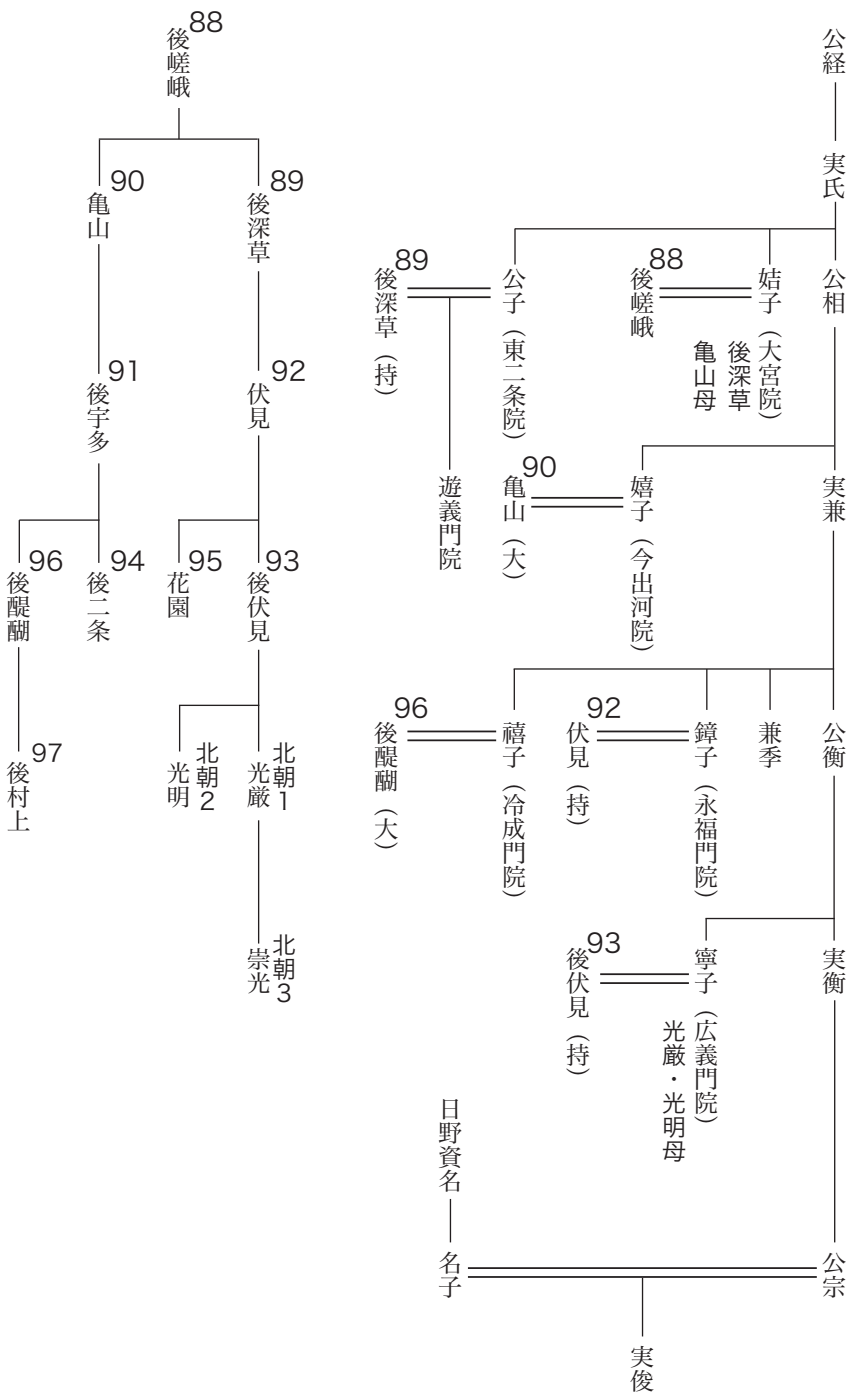 公経
実氏
公相
姞子（大宮院）
後深草
亀山母
88
後嵯峨
公子（東二条院）
89
後深草（持）
遊義門院
実兼
嬉子（今出河院）
90
亀山（大）
公衡
兼季
鏱子（永福門院）
92
伏見（持）
禧子（冷成門院）
96
後醍醐（大）
実衡
寧子（広義門院）
光厳・光明母
93
後伏見（持）
公宗
日野資名
名子
実俊
88
後嵯峨
89
後深草
90
亀山
92
伏見
91
後宇多
93
後伏見
95
花園
94
後二条
96
後醍醐
北朝1
光厳
北朝2
光明
97
後村上
北朝3
崇光